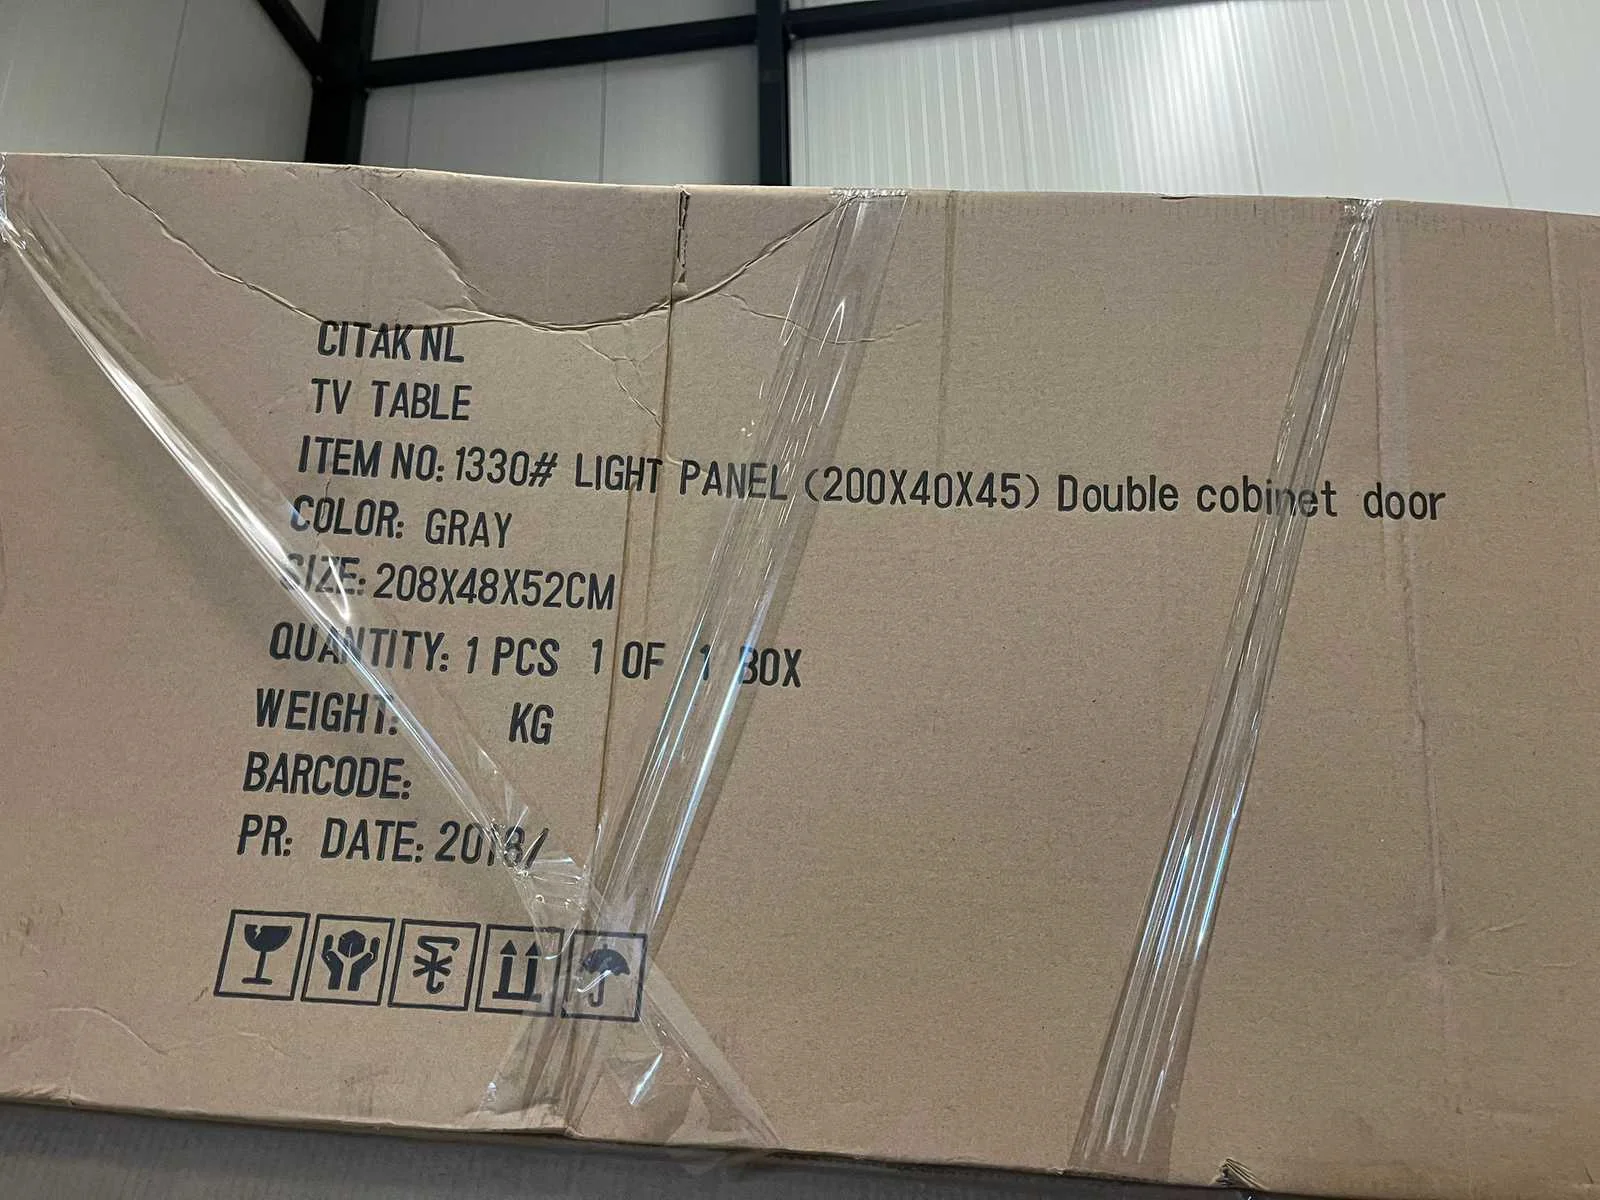 CITAK NL
TV TABLE
ITEM NO: 1330# LIGHT PANEL (200X40X45) Double cobinet door
COLOR: GRAY
SIZE: 208X48X52CM
QUANTITY: 1 PCS 1 OF 1 BOX
WEIGHT: KG
BARCODE:
PR: DATE: 2018/